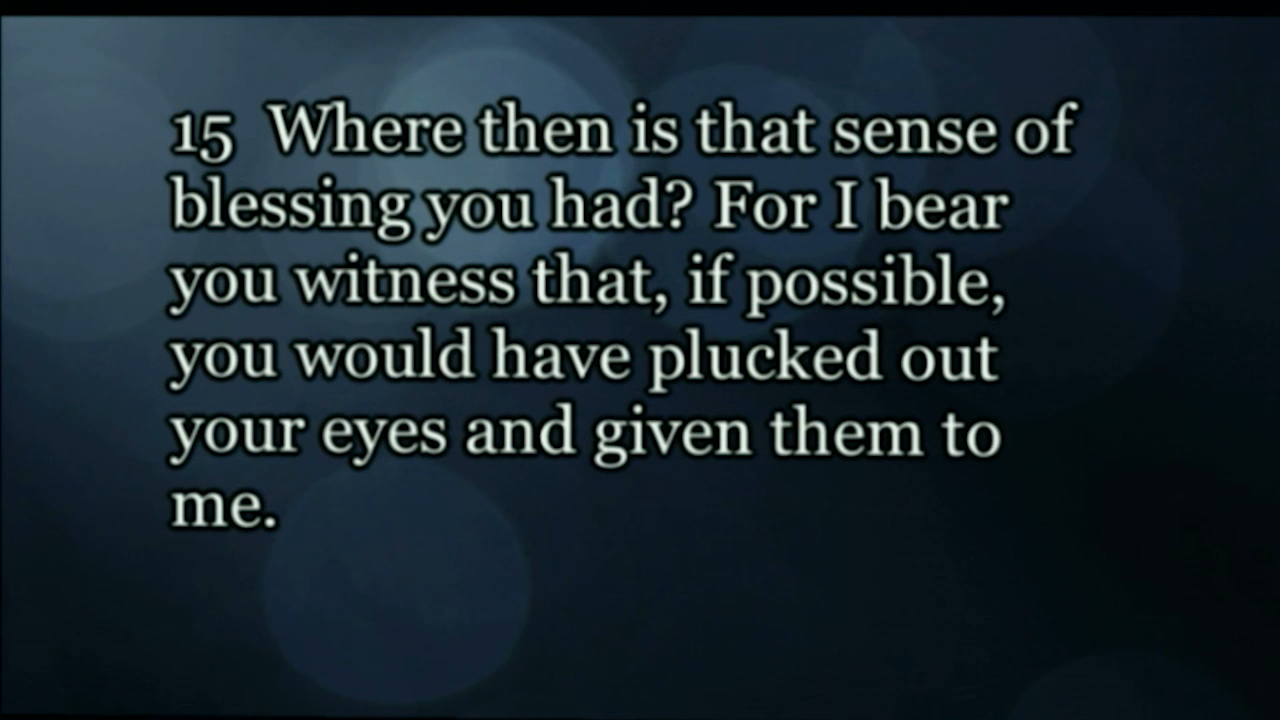 15 Where then is that sense of
blessing you had? For I bear
you witness that, if possible,
you would have plucked out
your eyes and given them to
me.